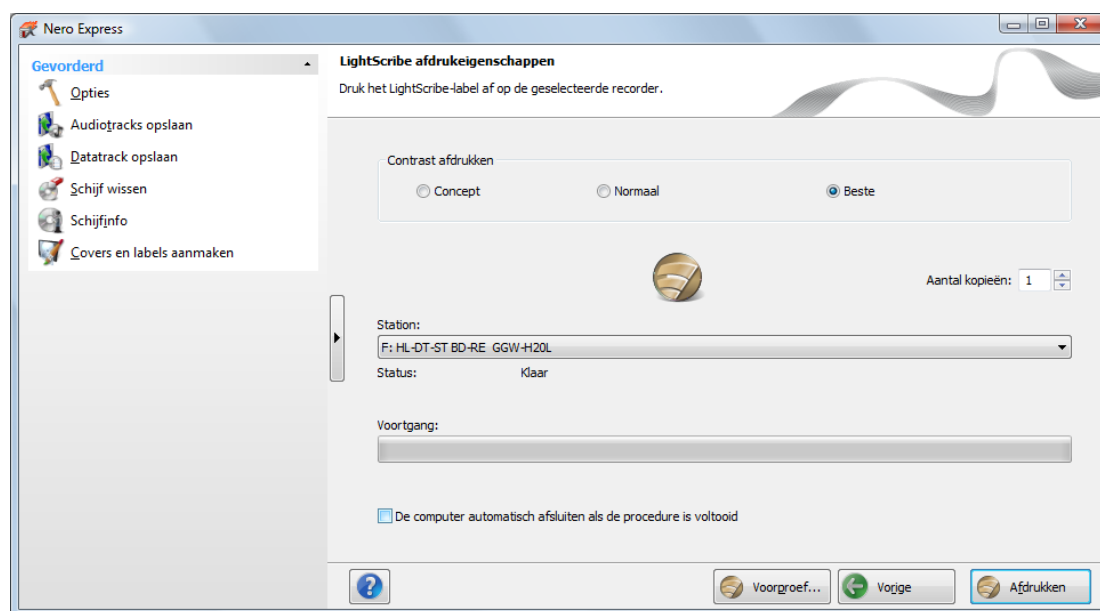 Nero Express
Gevorderd
Opties
Audiotracks opslaan
Datatrack opslaan
Schijf wissen
Schijfinfo
Covers en labels aanmaken
LightScribe afdrukeigenschappen
Druk het LightScribe-label af op de geselecteerde recorder.
Contrast afdrukken
Concept Normaal Beste
Aantal kopieën: 1
Station:
F: HL-DT-ST BD-RE GGW-H20L
Status: Klaar
Voortgang:
De computer automatisch afsluiten als de procedure is voltooid
? Voorproef... Vorige Afdrukken